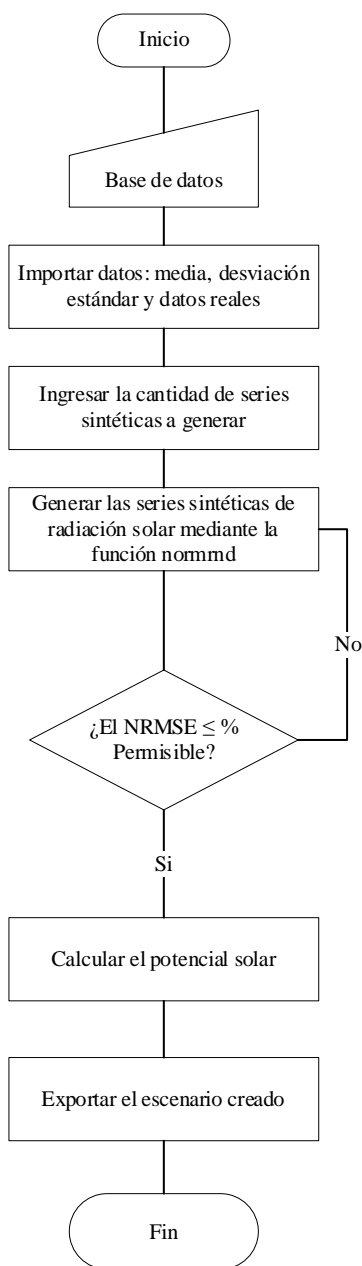 Inicio
Base de datos
Importar datos: media, desviación
estándar y datos reales
Ingresar la cantidad de series
sintéticas a generar
Generar las series sintéticas de
radiación solar mediante la
función normrnd
No
¿El NRMSE ≤ %
Permisible?
Si
Calcular el potencial solar
Exportar el escenario creado
Fin